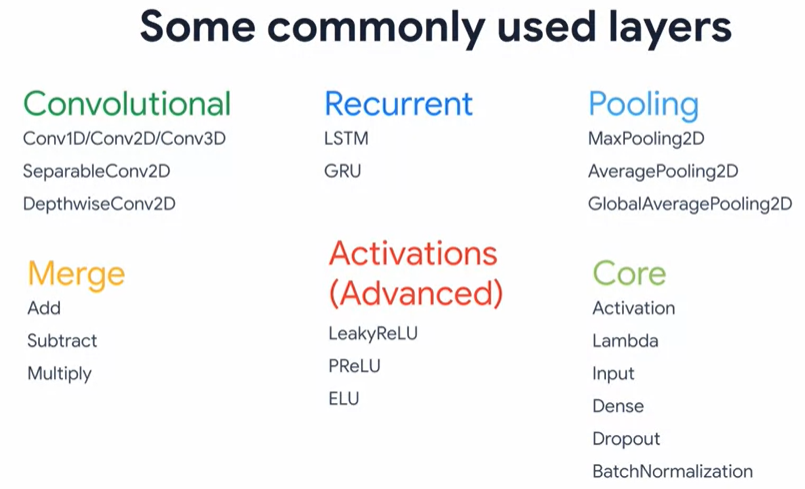 Some commonly used layers
Convolutional
Conv1D/Conv2D/Conv3D
SeparableConv2D
DepthwiseConv2D
Recurrent
LSTM
GRU
Pooling
MaxPooling2D
AveragePooling2D
GlobalAveragePooling2D
Merge
Add
Subtract
Multiply
Activations
(Advanced)
LeakyReLU
PReLU
ELU
Core
Activation
Lambda
Input
Dense
Dropout
BatchNormalization